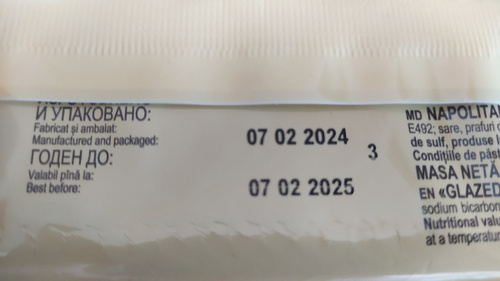 И УПАКОВАНО:
Fabricat și ambalat:
Manufactured and packaged:
07 02 2024
3
ГОДЕН ДО:
Valabil pînă la:
Best before:
07 02 2025
MD NAPOLITA
E492; sare, prafuri
de sulf, produse
Condițiile de păst
MASA NETĂ
EN «GLAZED
sodium bicarbon
Nutritional valu
at a temperatur